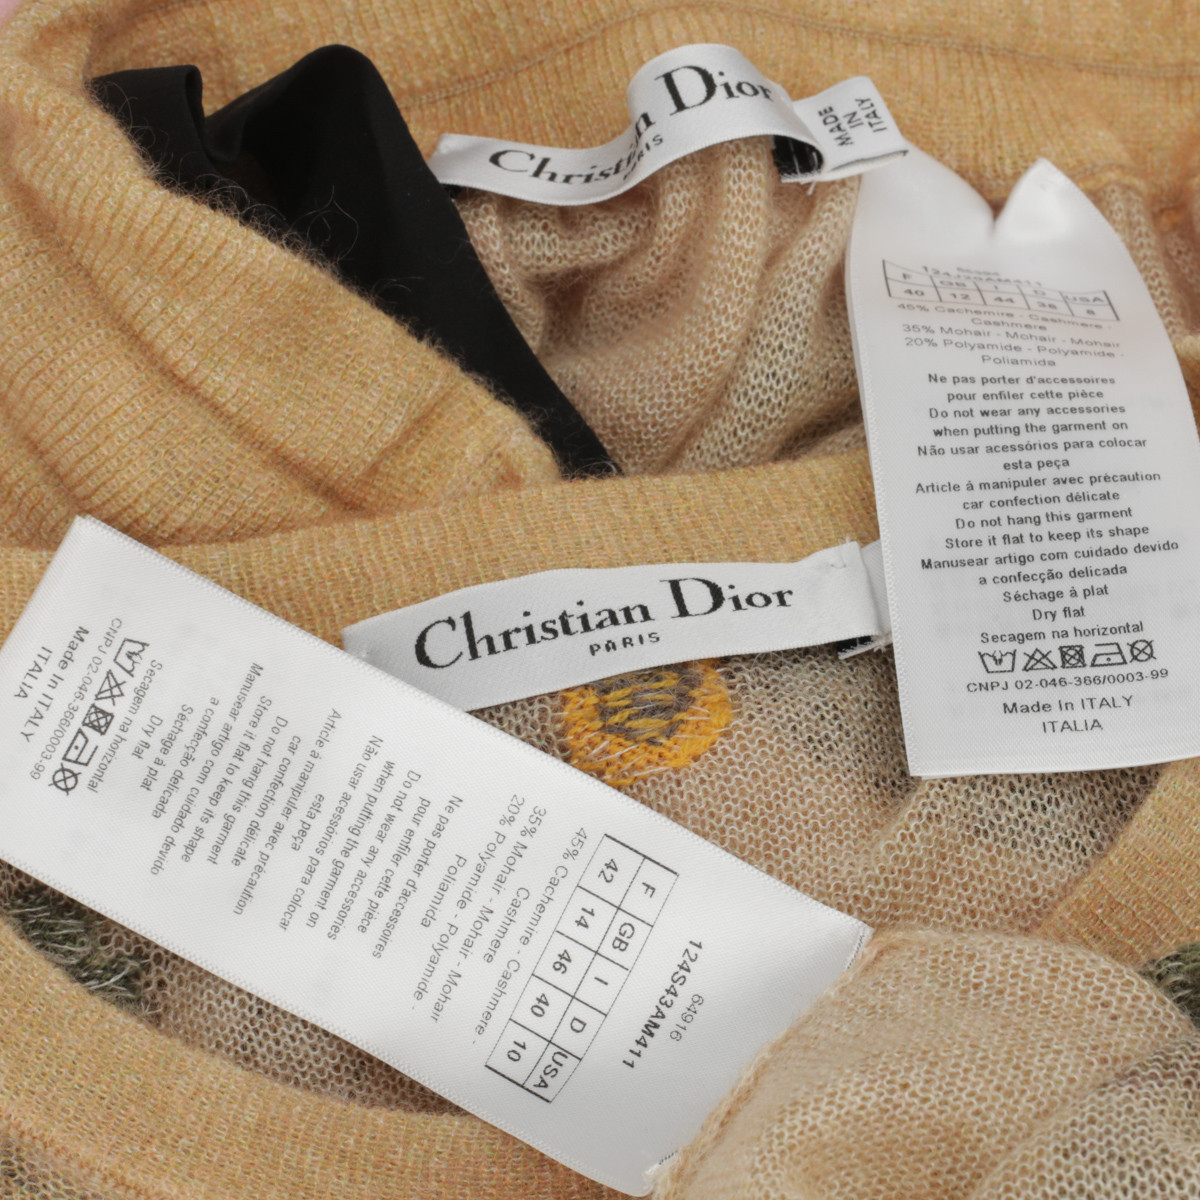 Christian Dior
RIS
MADE
IN
ITALY
F GB I D USA
40 12 44 38 8
45% Cachemire - Cashmere -
Cashmere
35% Mohair - Mohair - Mohair
20% Polyamide - Polyamide -
Poliamida
Ne pas porter d'accessoires
pour enfiler cette pièce
Do not wear any accessories
when putting the garment on
Não usar acessórios para colocar
esta peça
Article à manipuler avec précaution
car confection délicate
Do not hang this garment
Store it flat to keep its shape
Manusear artigo com cuidado devido
a confecção delicada
Séchage à plat
Dry flat
Secagem na horizontal
CNPJ 02-046-366/0003-99
Made In ITALY
ITALIA
Christian Dior
PARIS
64916
124S43AM411
F GB I D USA
42 14 46 40 10
45% Cachemire - Cashmere -
Cashmere
35% Mohair - Mohair - Mohair
20% Polyamide - Polyamide -
Poliamida
Ne pas porter d'accessoires
pour enfiler cette pièce
Do not wear any accessories
when putting the garment on
Não usar acessórios para colocar
esta peça
Article à manipuler avec précaution
car confection délicate
Do not hang this garment
Store it flat to keep its shape
Manusear artigo com cuidado devido
a confecção delicada
Séchage à plat
Dry flat
Secagem na horizontal
CNPJ 02-046-366/0003-99
Made In ITALY
ITALIA